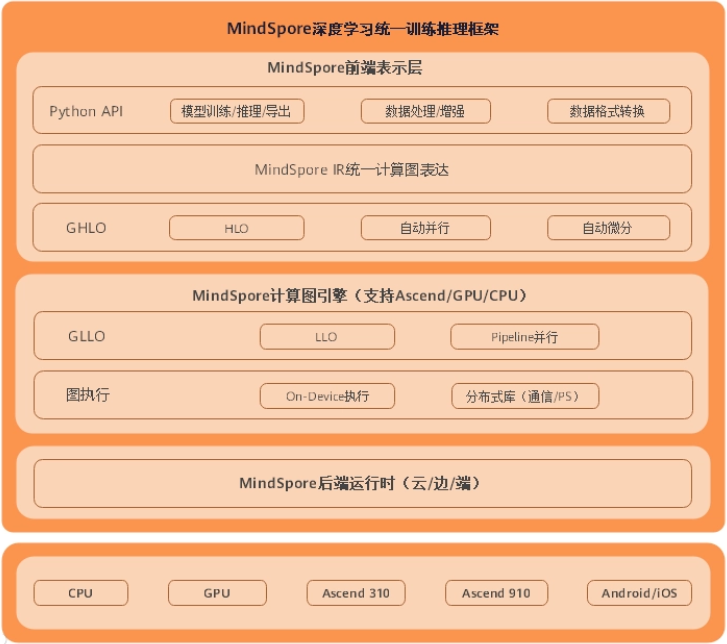 MindSpore深度学习统一训练推理框架
MindSpore前端表示层
Python API 模型训练/推理/导出 数据处理/增强 数据格式转换
MindSpore IR统一计算图表达
GHLO HLO 自动并行 自动微分
MindSpore计算图引擎（支持Ascend/GPU/CPU）
GLLO LLO Pipeline并行
图执行 On-Device执行 分布式库（通信/PS）
MindSpore后端运行时（云/边/端）
CPU GPU Ascend 310 Ascend 910 Android/iOS